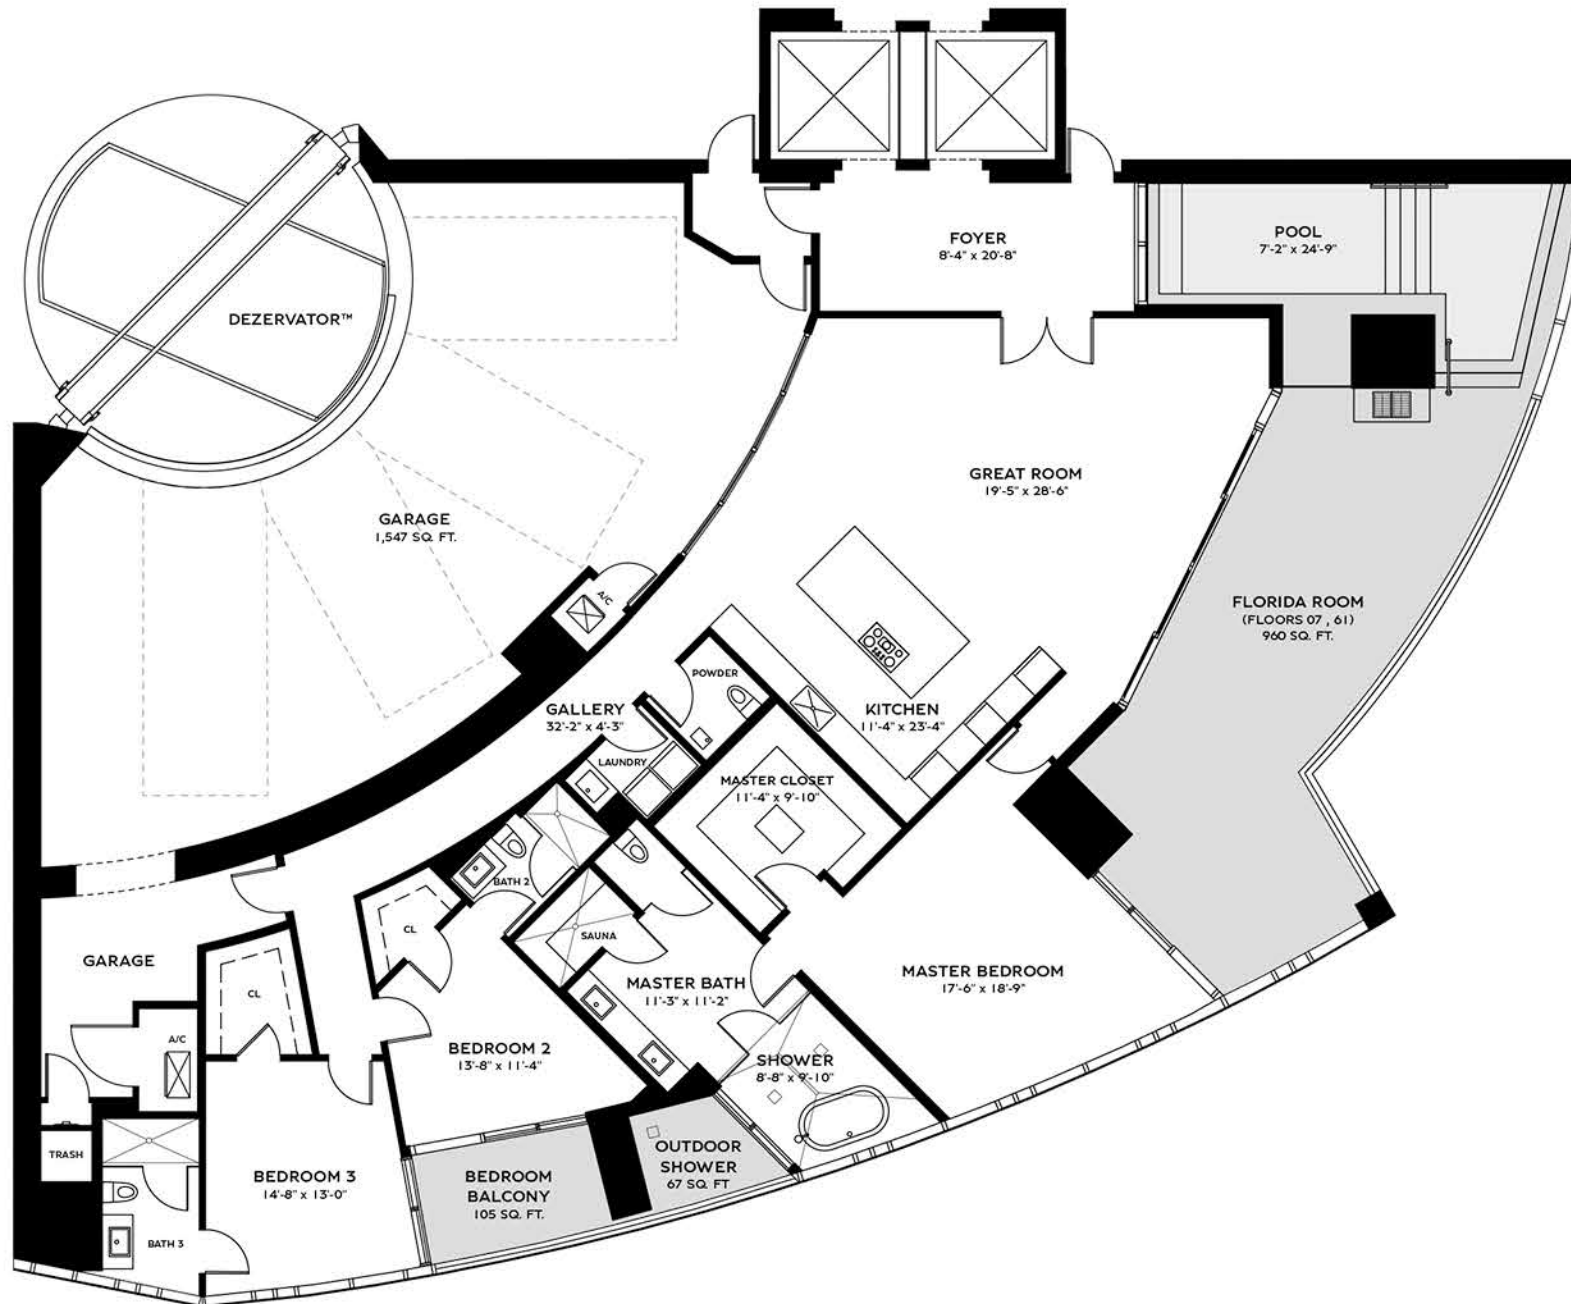 FOYER
8'-4" x 20'-8"
POOL
7'-2" x 24'-9"
DEZERVATOR™
GREAT ROOM
19'-5" x 28'-6"
GARAGE
1,547 SQ. FT.
A/C
FLORIDA ROOM
(FLOORS 07 , 61)
960 SQ. FT.
POWDER
GALLERY
32'-2" x 4'-3"
KITCHEN
11'-4" x 23'-4"
LAUNDRY
MASTER CLOSET
11'-4" x 9'-10"
BATH 2
CL
SAUNA
GARAGE
CL
MASTER BATH
11'-3" x 11'-2"
MASTER BEDROOM
17'-6" x 18'-9"
A/C
BEDROOM 2
13'-8" x 11'-4"
SHOWER
8'-8" x 9'-10"
TRASH
BEDROOM 3
14'-8" x 13'-0"
BEDROOM
BALCONY
105 SQ. FT.
OUTDOOR
SHOWER
67 SQ. FT
BATH 3